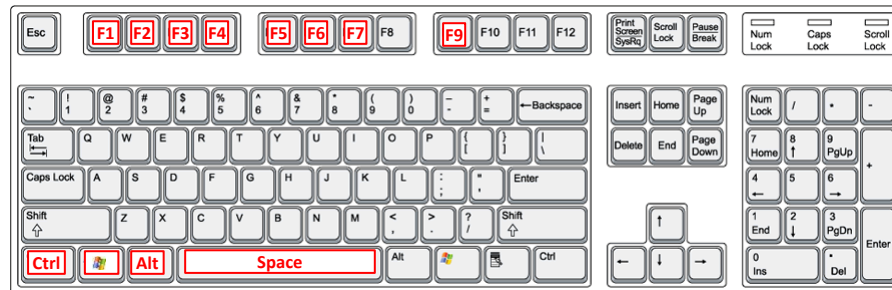 Esc F1 F2 F3 F4 F5 F6 F7 F8 F9 F10 F11 F12 Print Screen SysRq Scroll Lock Pause Break Num Lock Caps Lock Scroll Lock
~ ` ! 1 @ 2 # 3 $ 4 % 5 ^ 6 & 7 * 8 ( 9 ) 0 – - + = ←Backspace Insert Home Page Up Num Lock / • -
Tab Q W E R T Y U I O P { [ } ] | \ Delete End Page Down 7 Home 8 ↑ 9 PgUp +
Caps Lock A S D F G H J K L : ; " ' Enter 4 ← 5 6 →
Shift Z X C V B N M < , > . ? / Shift ↑ 1 End 2 ↓ 3 PgDn Enter
Ctrl Alt Space Alt Ctrl ← ↓ → 0 Ins • Del